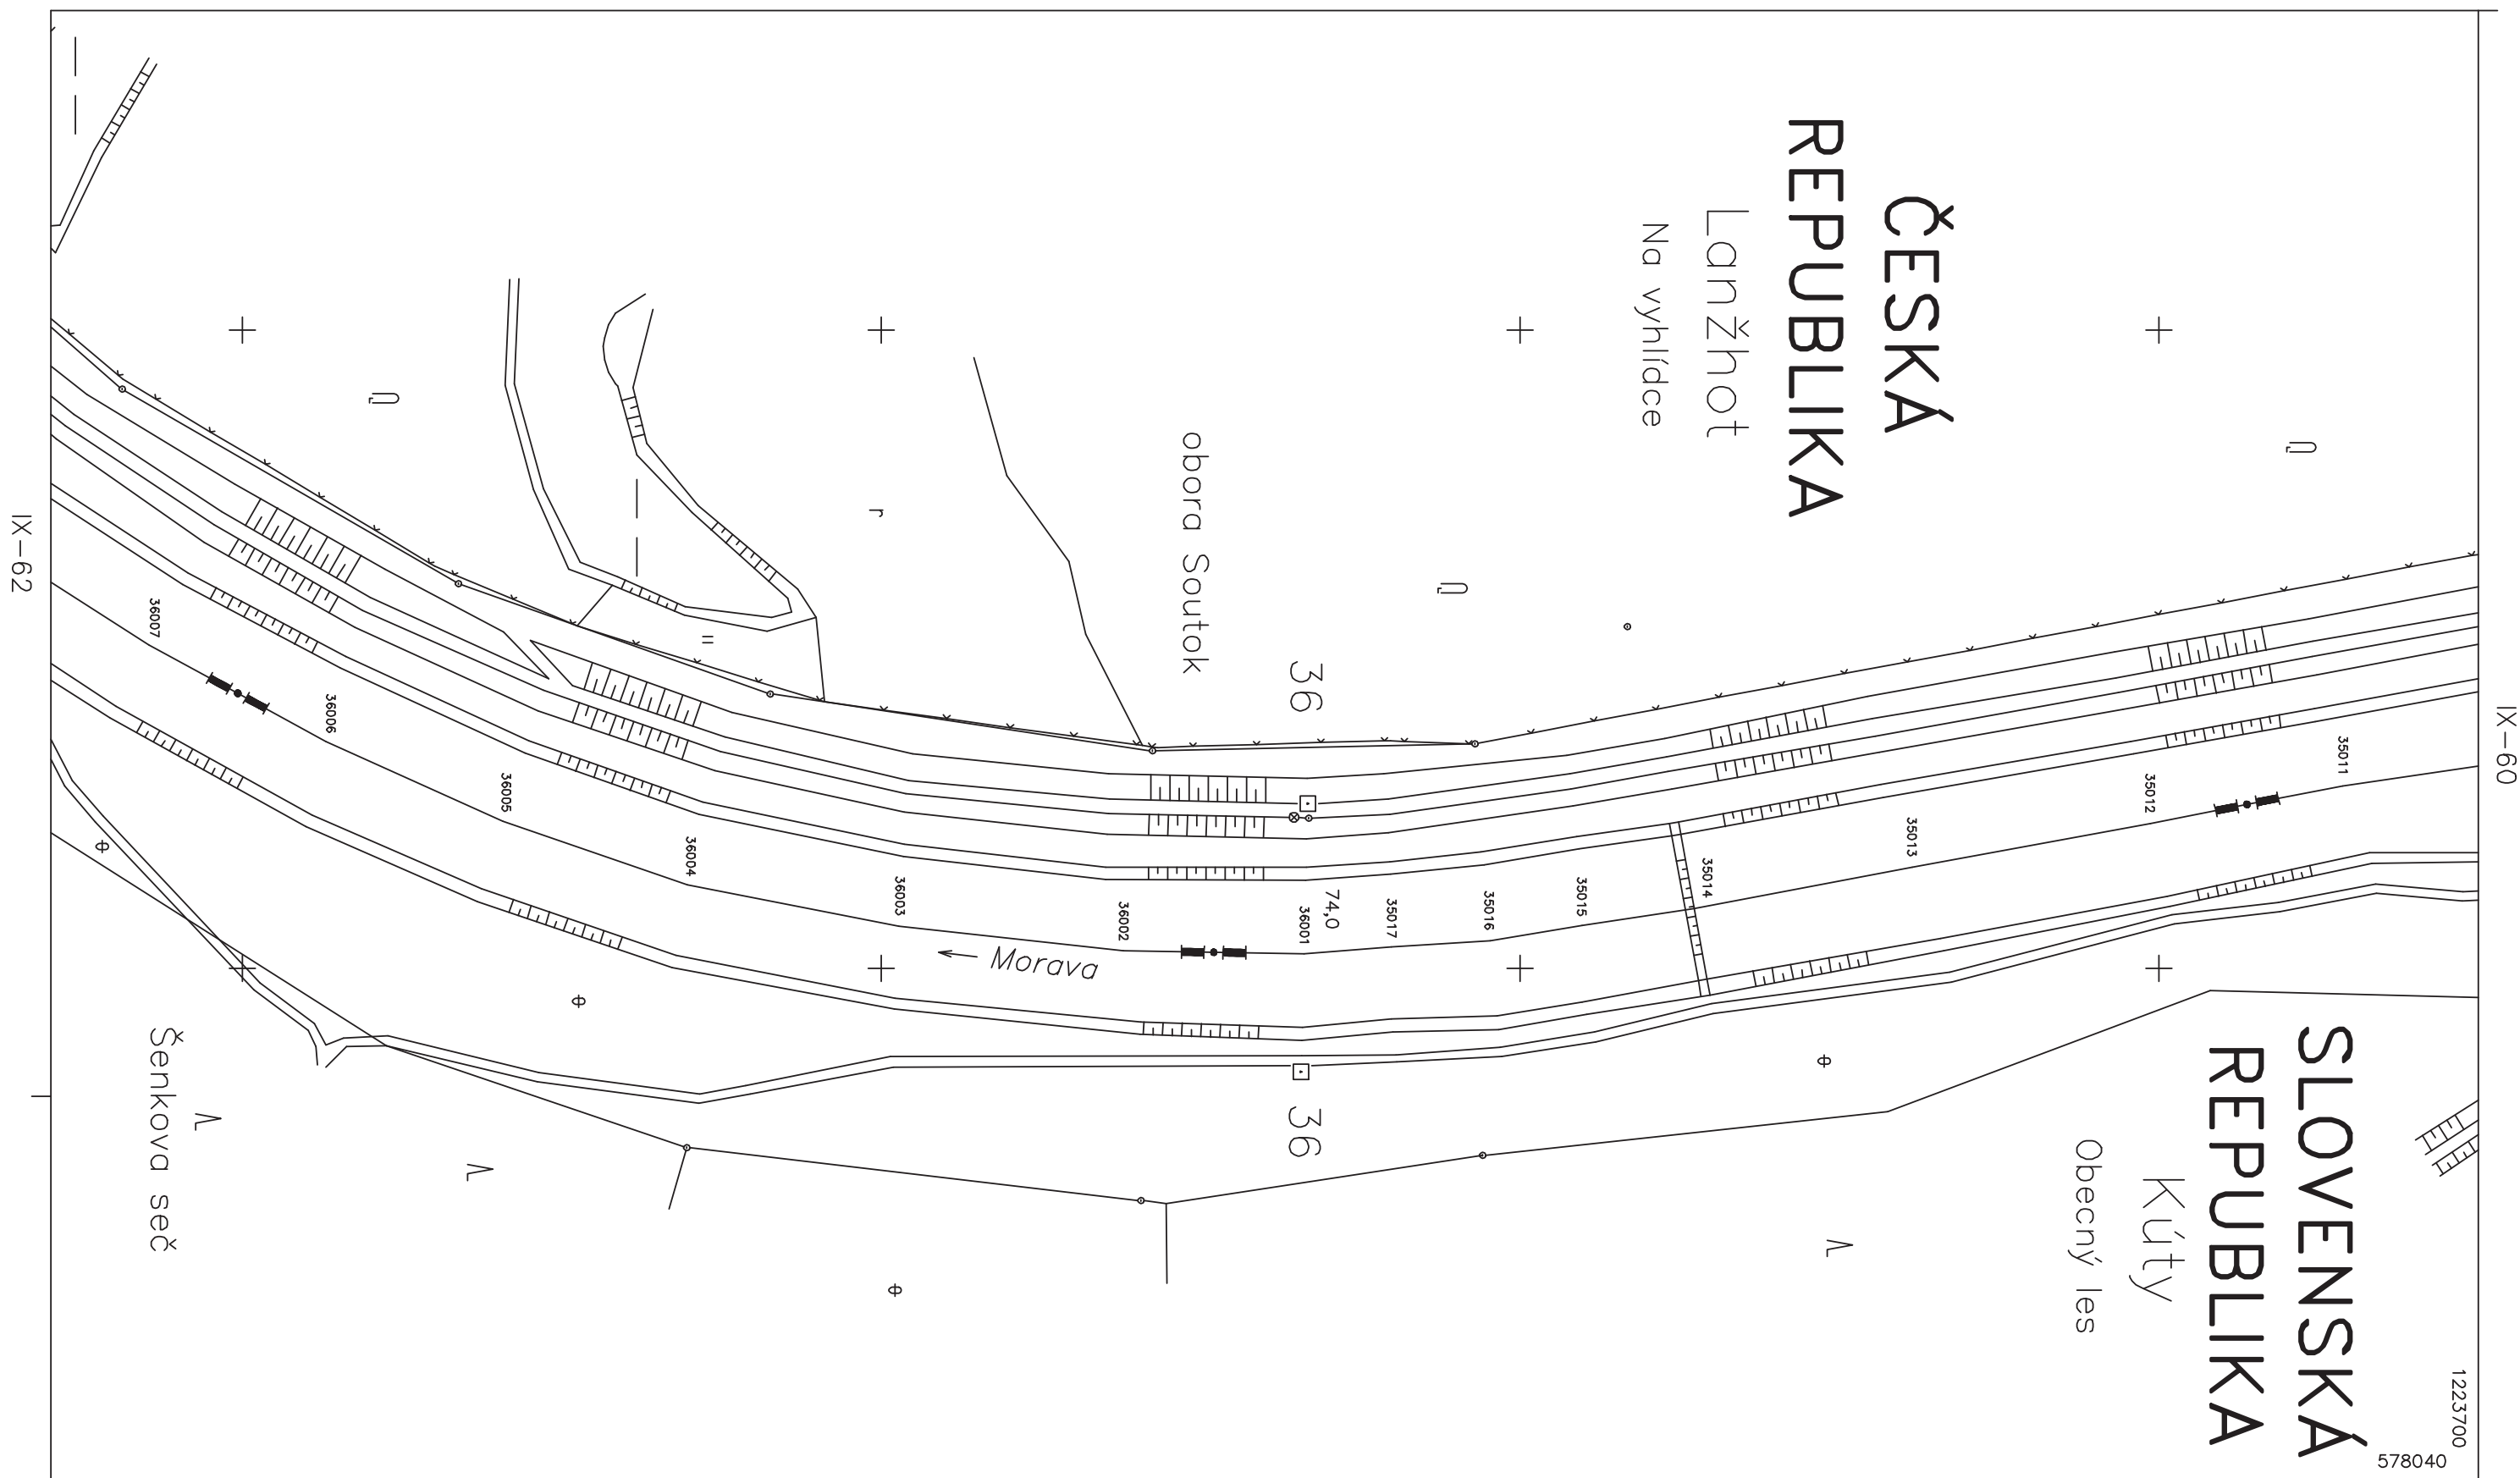 ČESKÁ
REPUBLIKA
Lanžhot
Na vyhlídce
obora Soutok
36
r
IX-60
IX-62
35011
35012
35013
35014
35015
35016
35017
74,0
36001
36002
36003
36004
36005
36006
36007
Morava
36
SLOVENSKÁ
REPUBLIKA
Kúty
Obecný les
Šenkova seč
1223700
578040